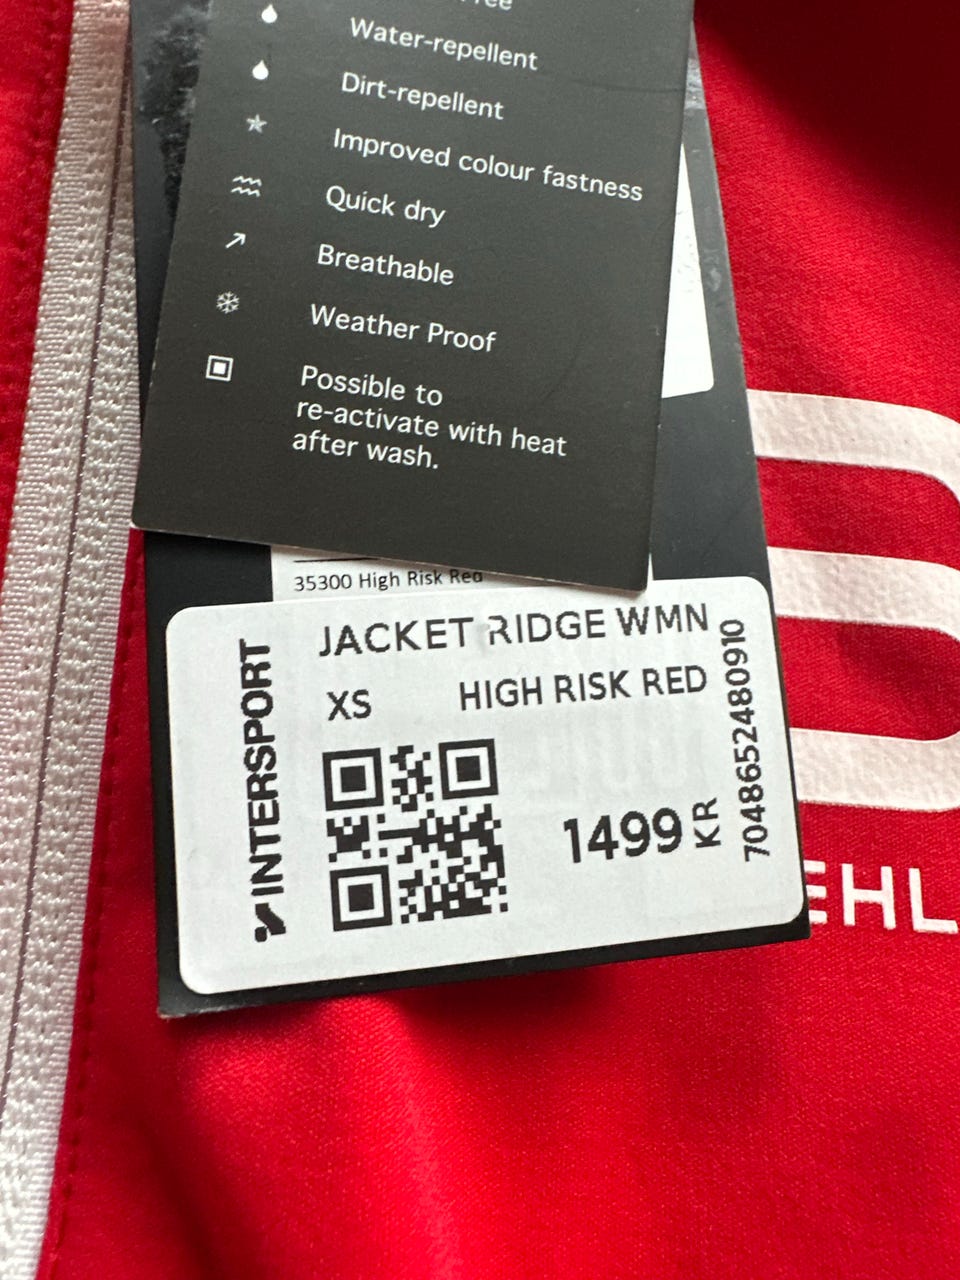 Water-repellent
Dirt-repellent
Improved colour fastness
Quick dry
Breathable
Weather Proof
Possible to
re-activate with heat
after wash.
35300 High Risk Red
JACKET RIDGE WMN
XS HIGH RISK RED
INTERSPORT
1499 KR
7048652480910
EHL